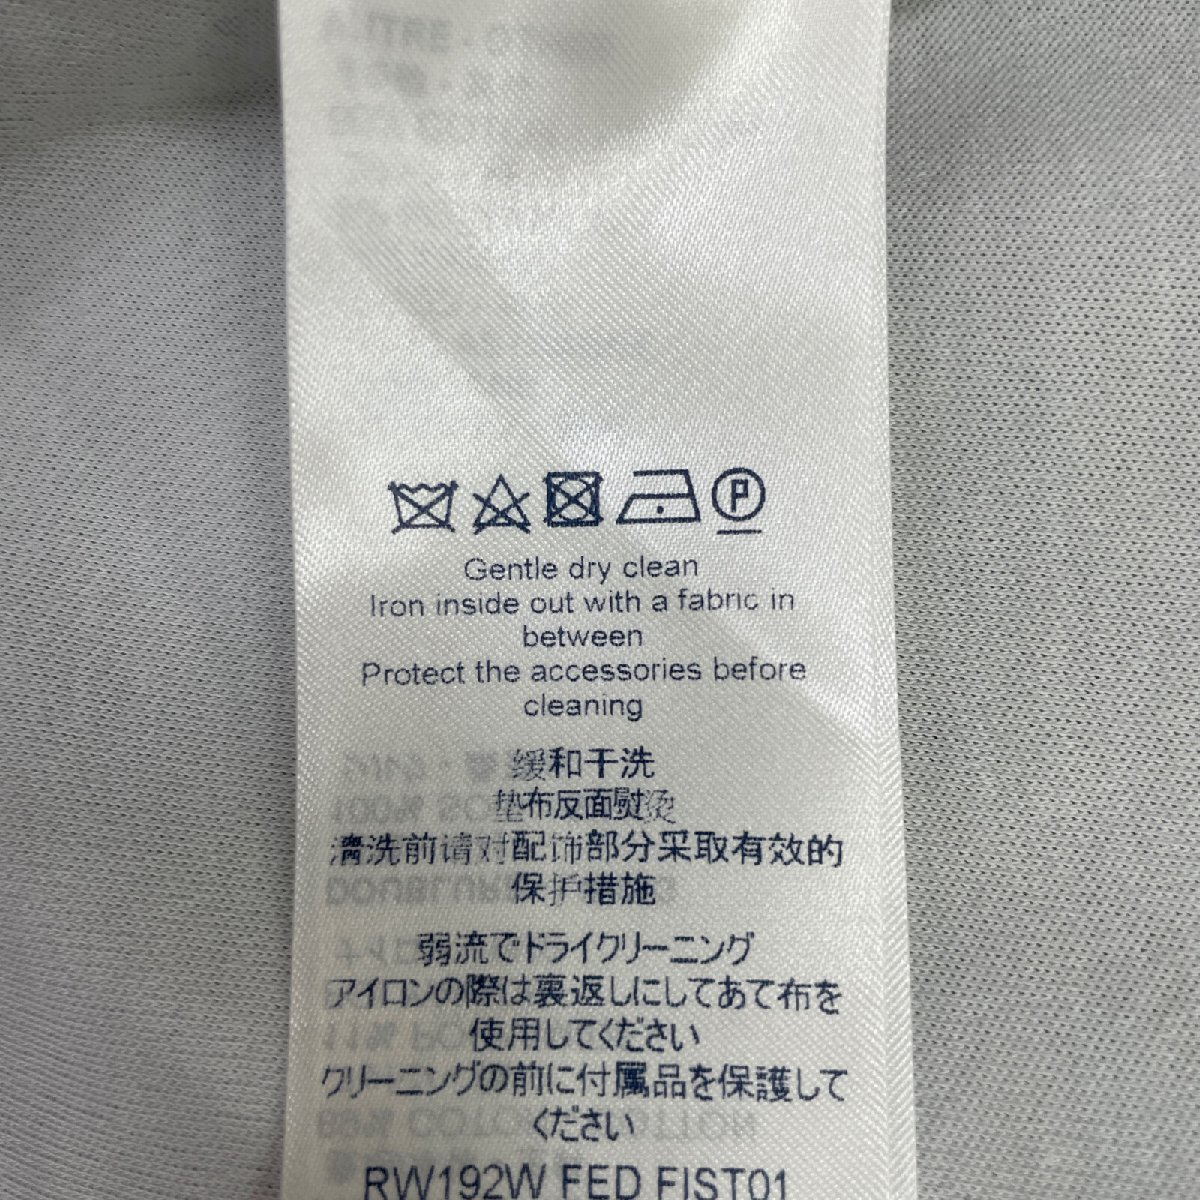 P
Gentle dry clean
Iron inside out with a fabric in
between
Protect the accessories before
cleaning
缓和干洗
垫布反面熨烫
清洗前请对配饰部分采取有效的
保护措施
弱流でドライクリーニング
アイロンの際は裏返しにしてあて布を
使用してください
クリーニングの前に付属品を保護して
ください
RW192W FED FIST01